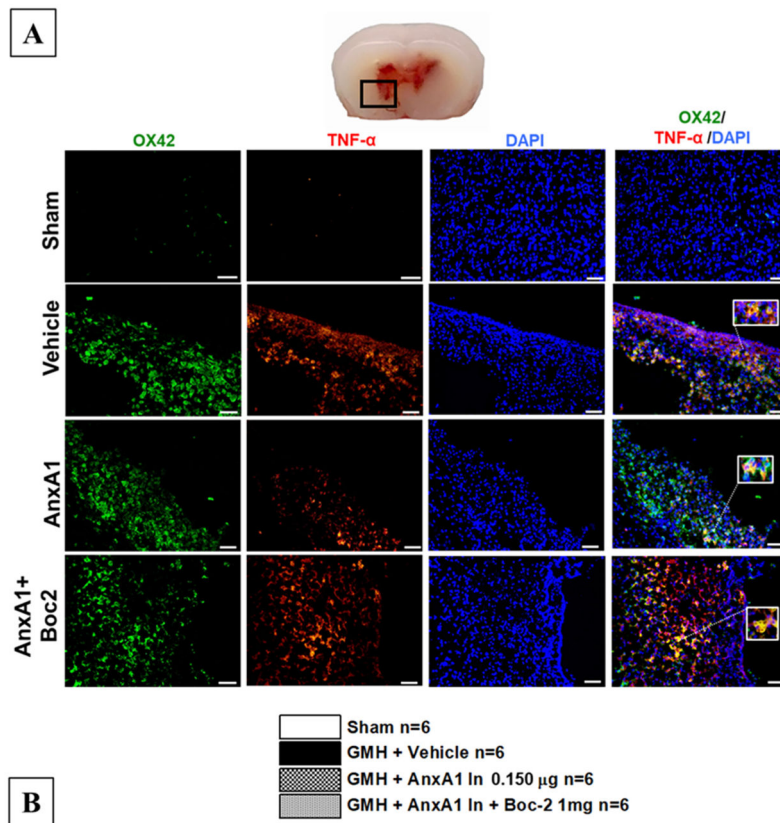 A
OX42 TNF-α DAPI OX42/
TNF-α /DAPI
Sham
Vehicle
AnxA1
AnxA1+
Boc2
Sham n=6
GMH + Vehicle n=6
GMH + AnxA1 In 0.150 µg n=6
GMH + AnxA1 In + Boc-2 1mg n=6
B